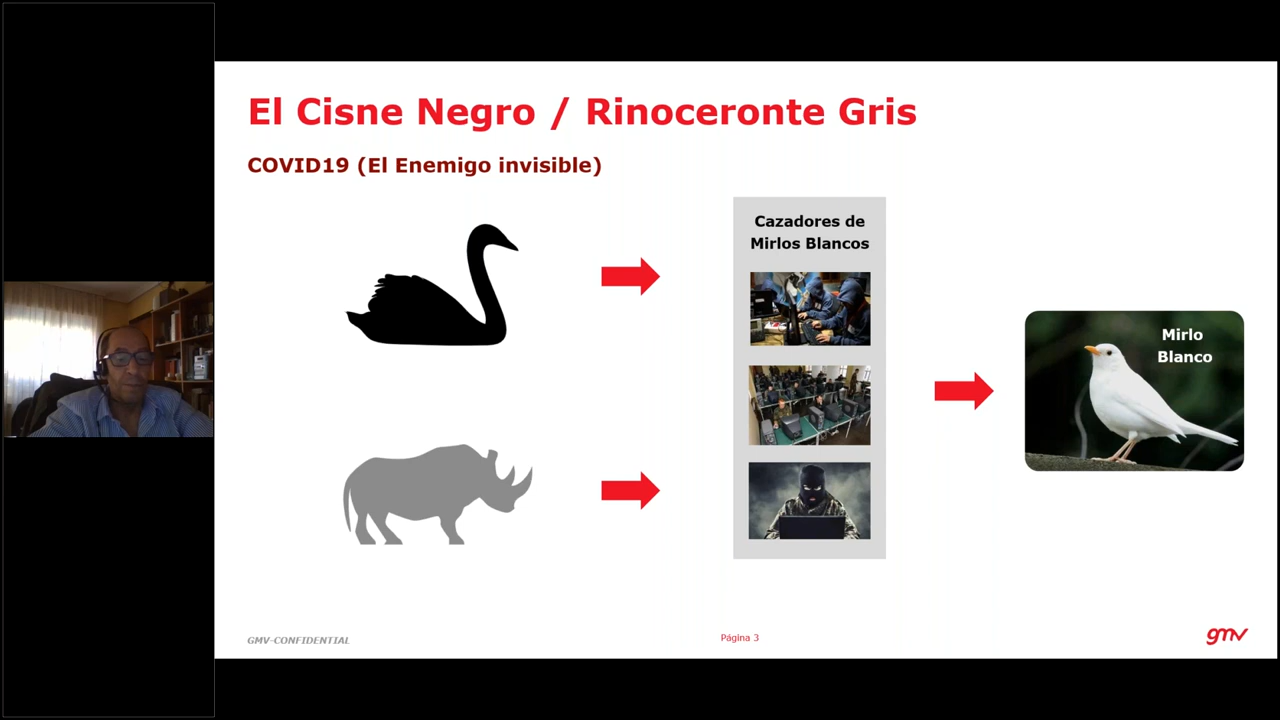 El Cisne Negro / Rinoceronte Gris
COVID19 (El Enemigo invisible)
Cazadores de
Mirlos Blancos
Mirlo
Blanco
GMV-CONFIDENTIAL
Página 3
gmv